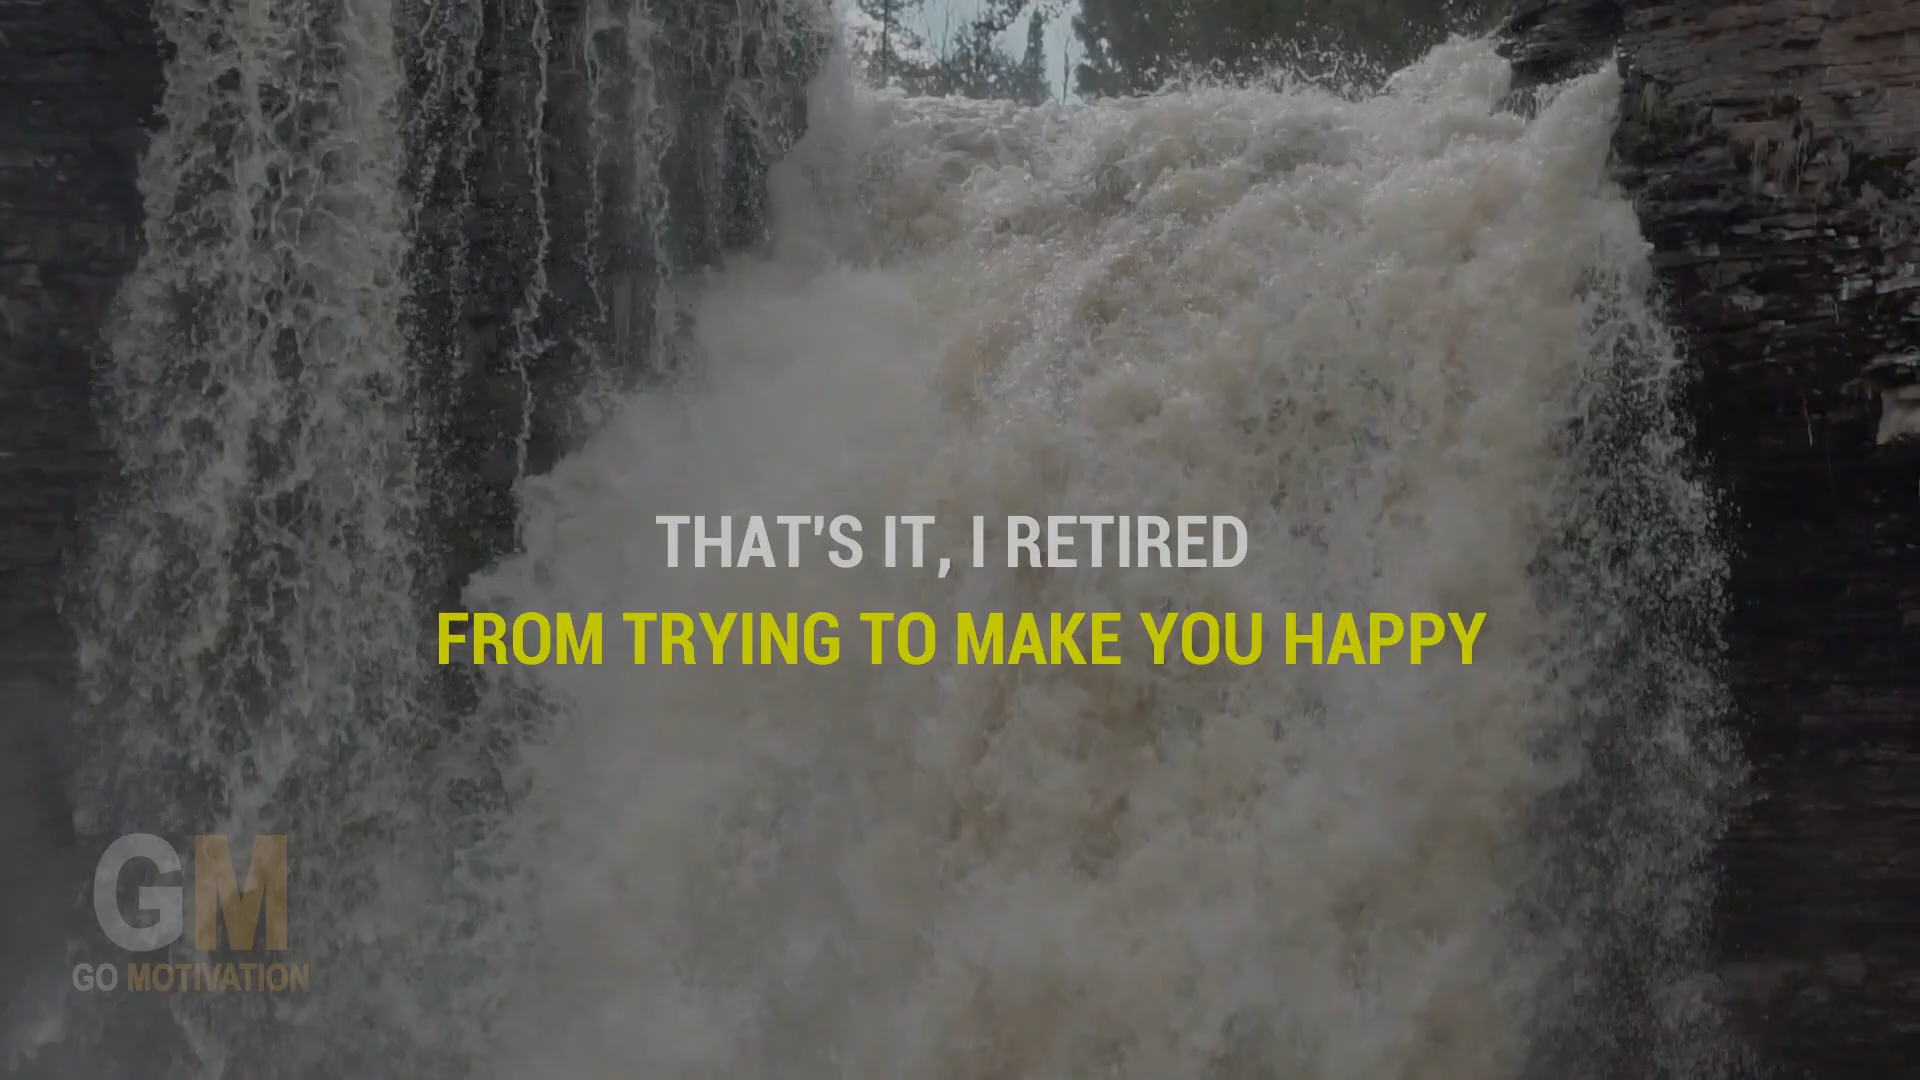 THAT'S IT, I RETIRED
FROM TRYING TO MAKE YOU HAPPY
GM
GO MOTIVATION